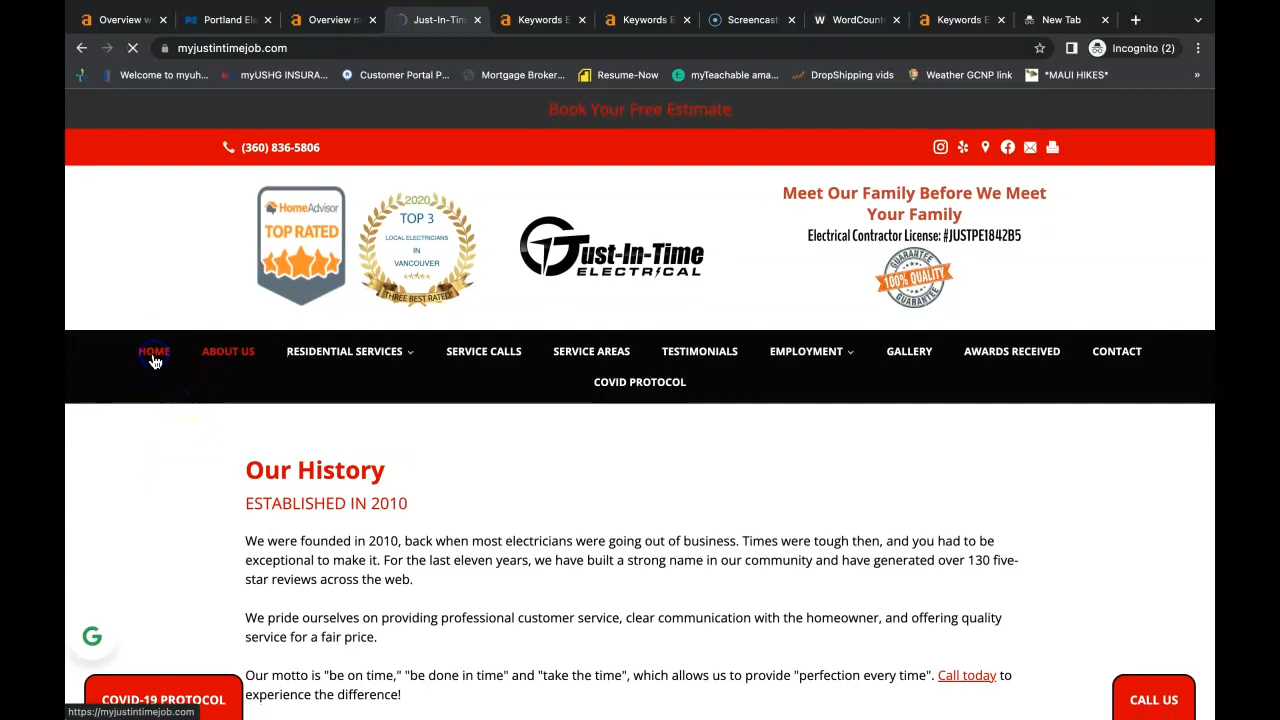 Overview w
Portland Ele
Overview m
Just-In-Tim
Keywords E
Keywords E
Screencast
WordCount
Keywords E
New Tab
myjustintimejob.com
Incognito (2)
Welcome to myuh...
myUSHG INSURA...
Customer Portal P...
Mortgage Broker...
Resume-Now
myTeachable ama...
DropShipping vids
Weather GCNP link
*MAUI HIKES*
»
Book Your Free Estimate
(360) 836-5806
HomeAdvisor
TOP RATED
2020
TOP 3
LOCAL ELECTRICIANS
IN
VANCOUVER
THREE BEST RATED
Just-In-Time
ELECTRICAL
Meet Our Family Before We Meet
Your Family
Electrical Contractor License: #JUSTPE1842B5
GUARANTEE
100% QUALITY
GUARANTEE
HOME
ABOUT US
RESIDENTIAL SERVICES
SERVICE CALLS
SERVICE AREAS
TESTIMONIALS
EMPLOYMENT
GALLERY
AWARDS RECEIVED
CONTACT
COVID PROTOCOL
Our History
ESTABLISHED IN 2010
We were founded in 2010, back when most electricians were going out of business. Times were tough then, and you had to be
exceptional to make it. For the last eleven years, we have built a strong name in our community and have generated over 130 five-
star reviews across the web.
We pride ourselves on providing professional customer service, clear communication with the homeowner, and offering quality
service for a fair price.
Our motto is "be on time," "be done in time" and "take the time", which allows us to provide "perfection every time". Call today to
experience the difference!
G
COVID-19 PROTOCOL
CALL US
https://myjustintimejob.com